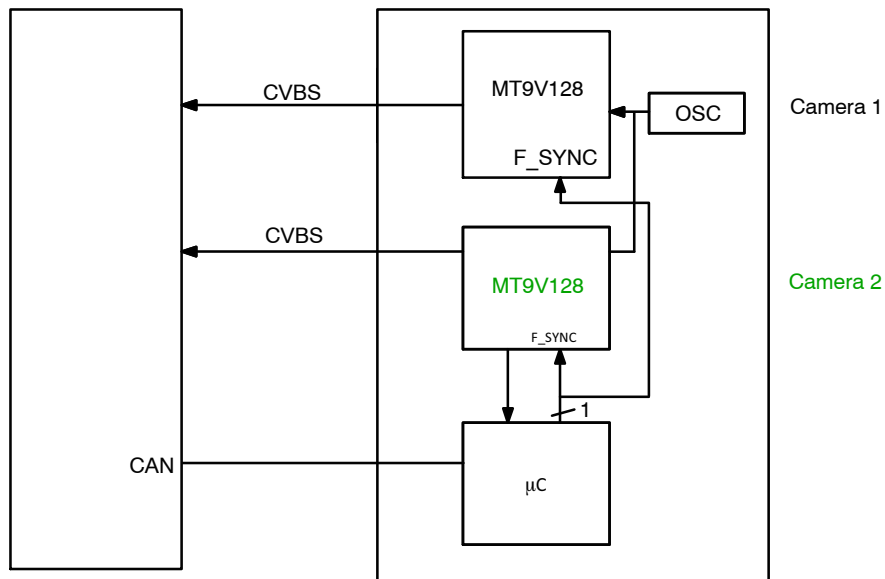 MT9V128
CVBS
OSC
Camera 1
F_SYNC
CVBS
MT9V128
Camera 2
F_SYNC
1
CAN
μC